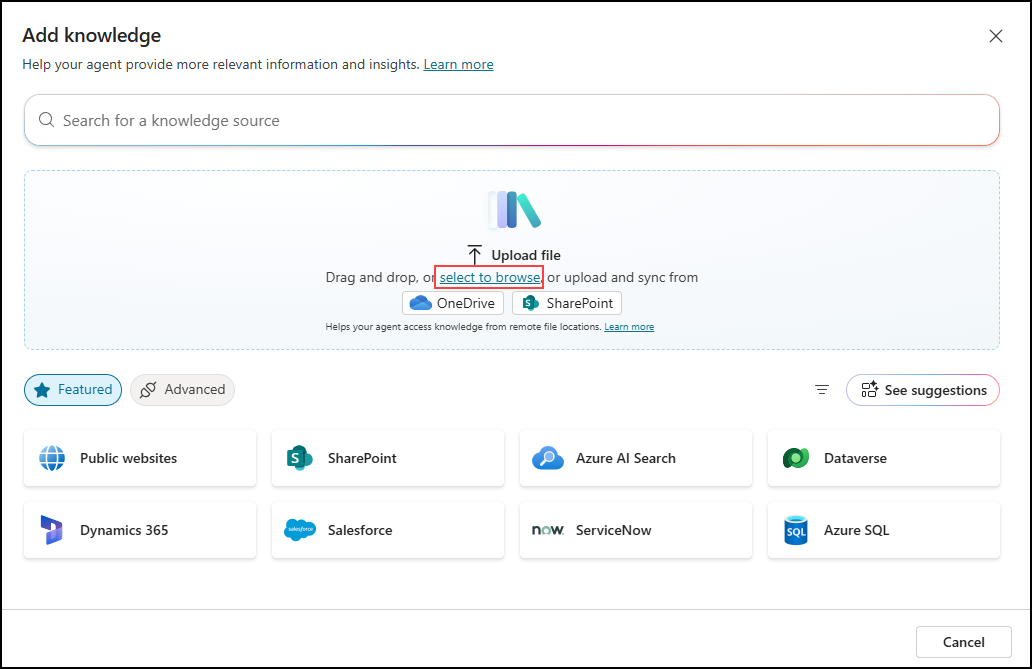 Add knowledge
Help your agent provide more relevant information and insights. Learn more
Search for a knowledge source
Upload file
Drag and drop, or select to browse, or upload and sync from
OneDrive
S SharePoint
Helps your agent access knowledge from remote file locations. Learn more
Featured
Advanced
See suggestions
Public websites
S SharePoint
Azure AI Search
Dataverse
Dynamics 365
salesforce Salesforce
now. ServiceNow
SQL Azure SQL
Cancel